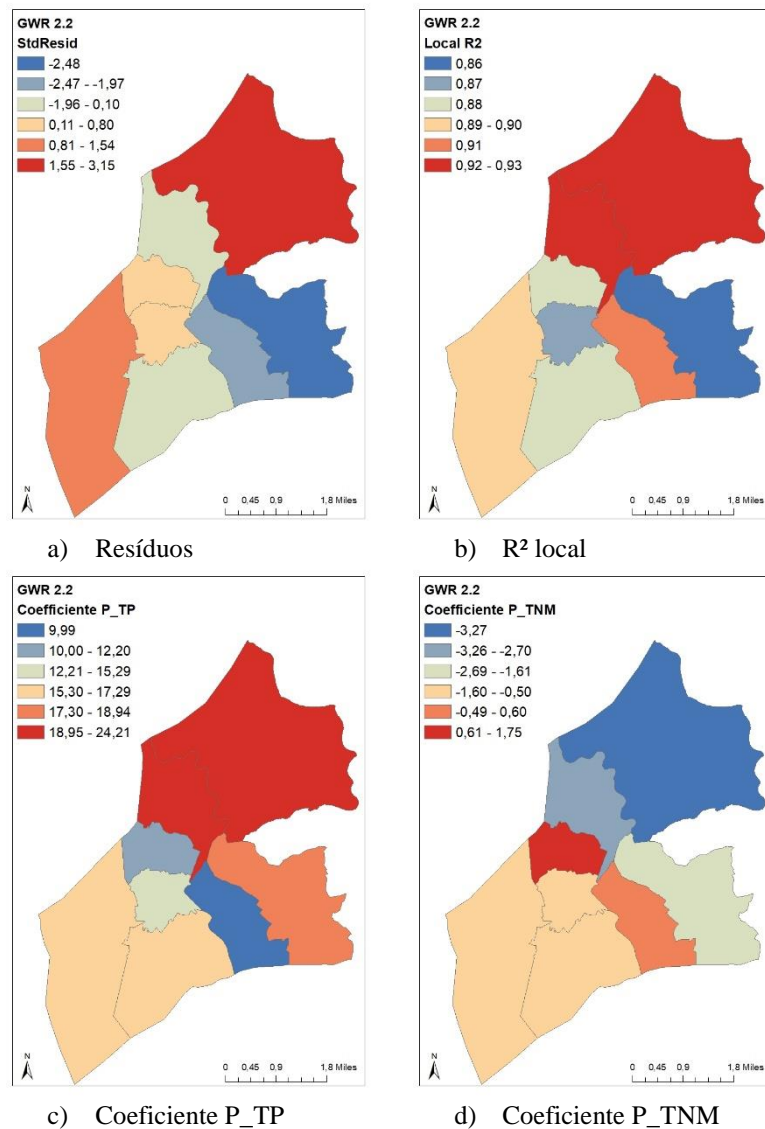 GWR 2.2
StdResid
-2,48
-2,47 - -1,97
-1,96 - 0,10
0,11 - 0,80
0,81 - 1,54
1,55 - 3,15
N
0 0,45 0,9 1,8 Miles
a) Resíduos
GWR 2.2
Local R2
0,86
0,87
0,88
0,89 - 0,90
0,91
0,92 - 0,93
N
0 0,45 0,9 1,8 Miles
b) R² local
GWR 2.2
Coefficiente P_TP
9,99
10,00 - 12,20
12,21 - 15,29
15,30 - 17,29
17,30 - 18,94
18,95 - 24,21
N
0 0,45 0,9 1,8 Miles
c) Coeficiente P_TP
GWR 2.2
Coefficiente P_TNM
-3,27
-3,26 - -2,70
-2,69 - -1,61
-1,60 - -0,50
-0,49 - 0,60
0,61 - 1,75
N
0 0,45 0,9 1,8 Miles
d) Coeficiente P_TNM